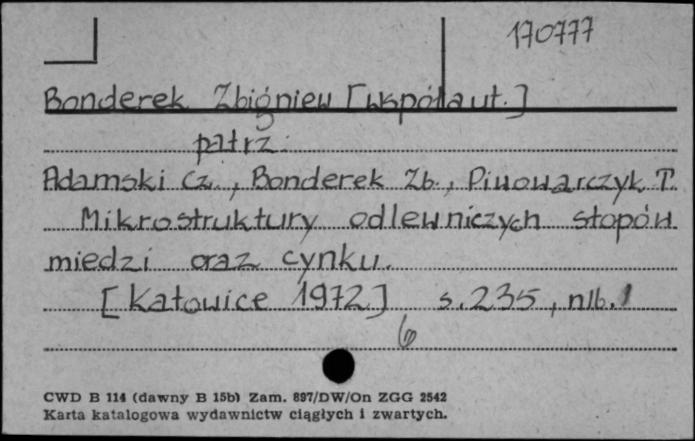 170777
Bonderek Zbigniew [współaut.]
patrz:
Adamski Cz., Bonderek Zb., Piwowarczyk T.
Mikrostruktury odlewniczych stopów
miedzi oraz cynku.
[Katowice 1972] s. 235, nlb. 1
6
CWD B 114 (dawny B 15b) Zam. 897/DW/On ZGG 2542
Karta katalogowa wydawnictw ciągłych i zwartych.